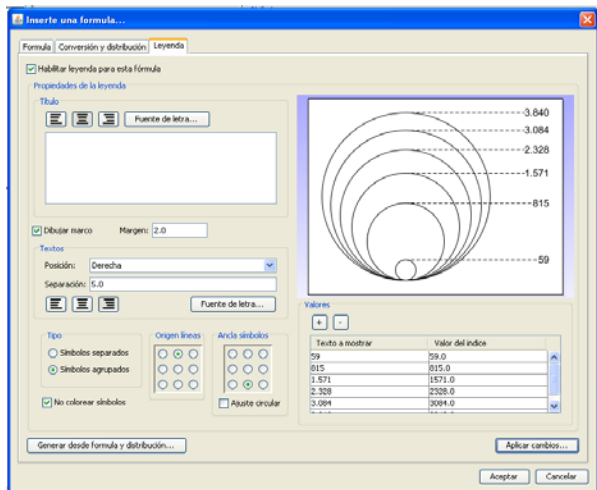 Inserte una formula...
Formula Conversión y distribución Leyenda
Habilitar leyenda para esta fórmula
Propiedades de la leyenda
Título
Fuente de letra...
Dibujar marco Margen: 2.0
Textos
Posición: Derecha
Separación: 5.0
Fuente de letra...
Tipo
Símbolos separados
Símbolos agrupados
No colorear símbolos
Origen líneas
Ancla símbolos
Ajuste circular
3.840
3.084
2.328
1.571
815
59
Valores
+ -
Texto a mostrar Valor del indice
59 59.0
815 815.0
1.571 1571.0
2.328 2328.0
3.084 3084.0
Generar desde formula y distribución...
Aplicar cambios...
Aceptar Cancelar